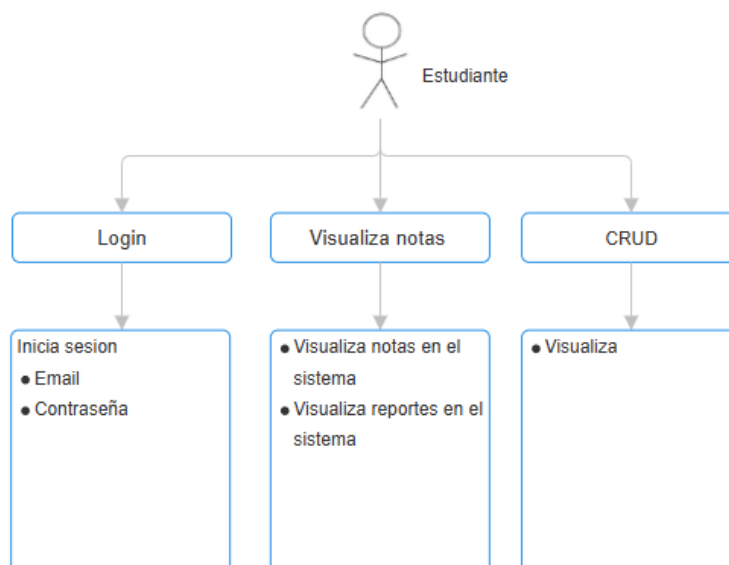 Estudiante
Login
Visualiza notas
CRUD
Inicia sesion
● Email
● Contraseña
● Visualiza notas en el
sistema
● Visualiza reportes en el
sistema
● Visualiza